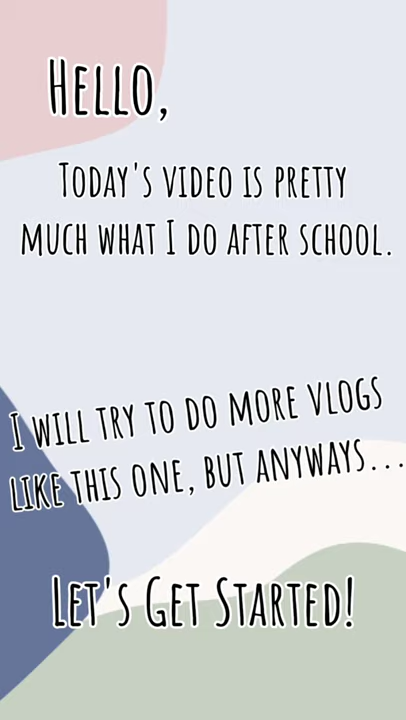 Hello,
Today's video is pretty
much what I do after school.
I will try to do more vlogs
like this one, but anyways...
Let's Get Started!